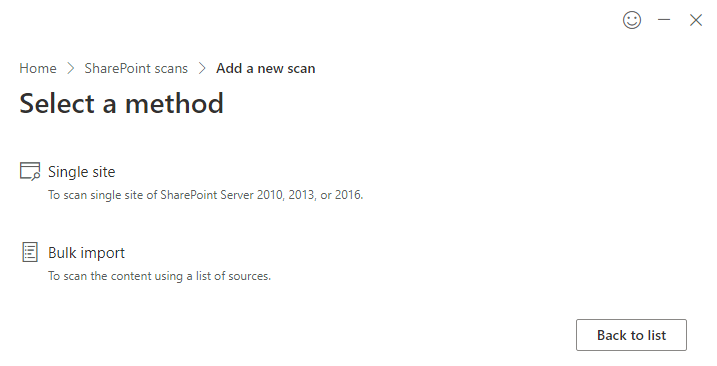 Home > SharePoint scans > Add a new scan
Select a method
Single site
To scan single site of SharePoint Server 2010, 2013, or 2016.
Bulk import
To scan the content using a list of sources.
Back to list